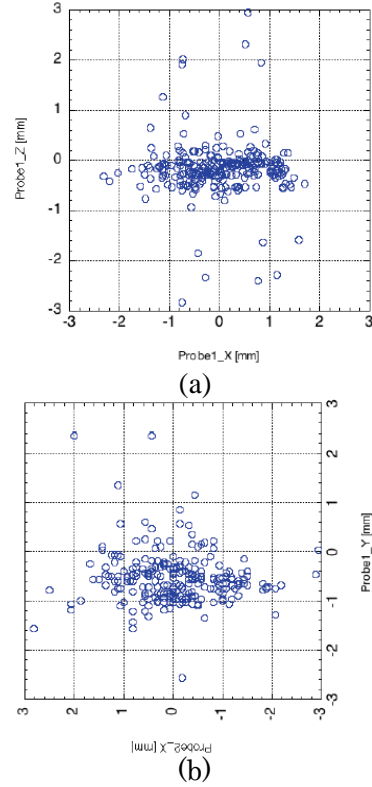 3
2
1
0
-1
-2
-3
Probe1_Z [mm]
-3 -2 -1 0 1 2 3
Probe1_X [mm]
(a)
3
2
1
0
-1
-2
-3
Probe1_Y [mm]
3 2 1 0 -1 -2 -3
Probe2_X [mm]
(b)